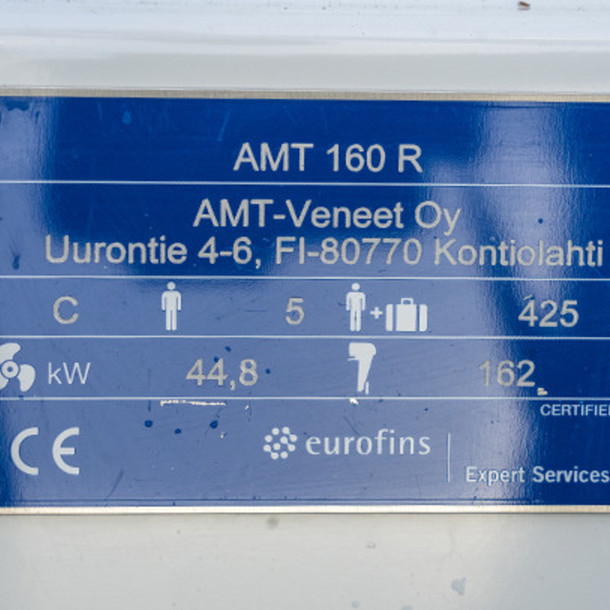 AMT 160 R
AMT-Veneet Oy
Uurontie 4-6, FI-80770 Kontiolahti
C 5 + 425
kW 44,8 162
CERTIFIE
CE eurofins
Expert Services